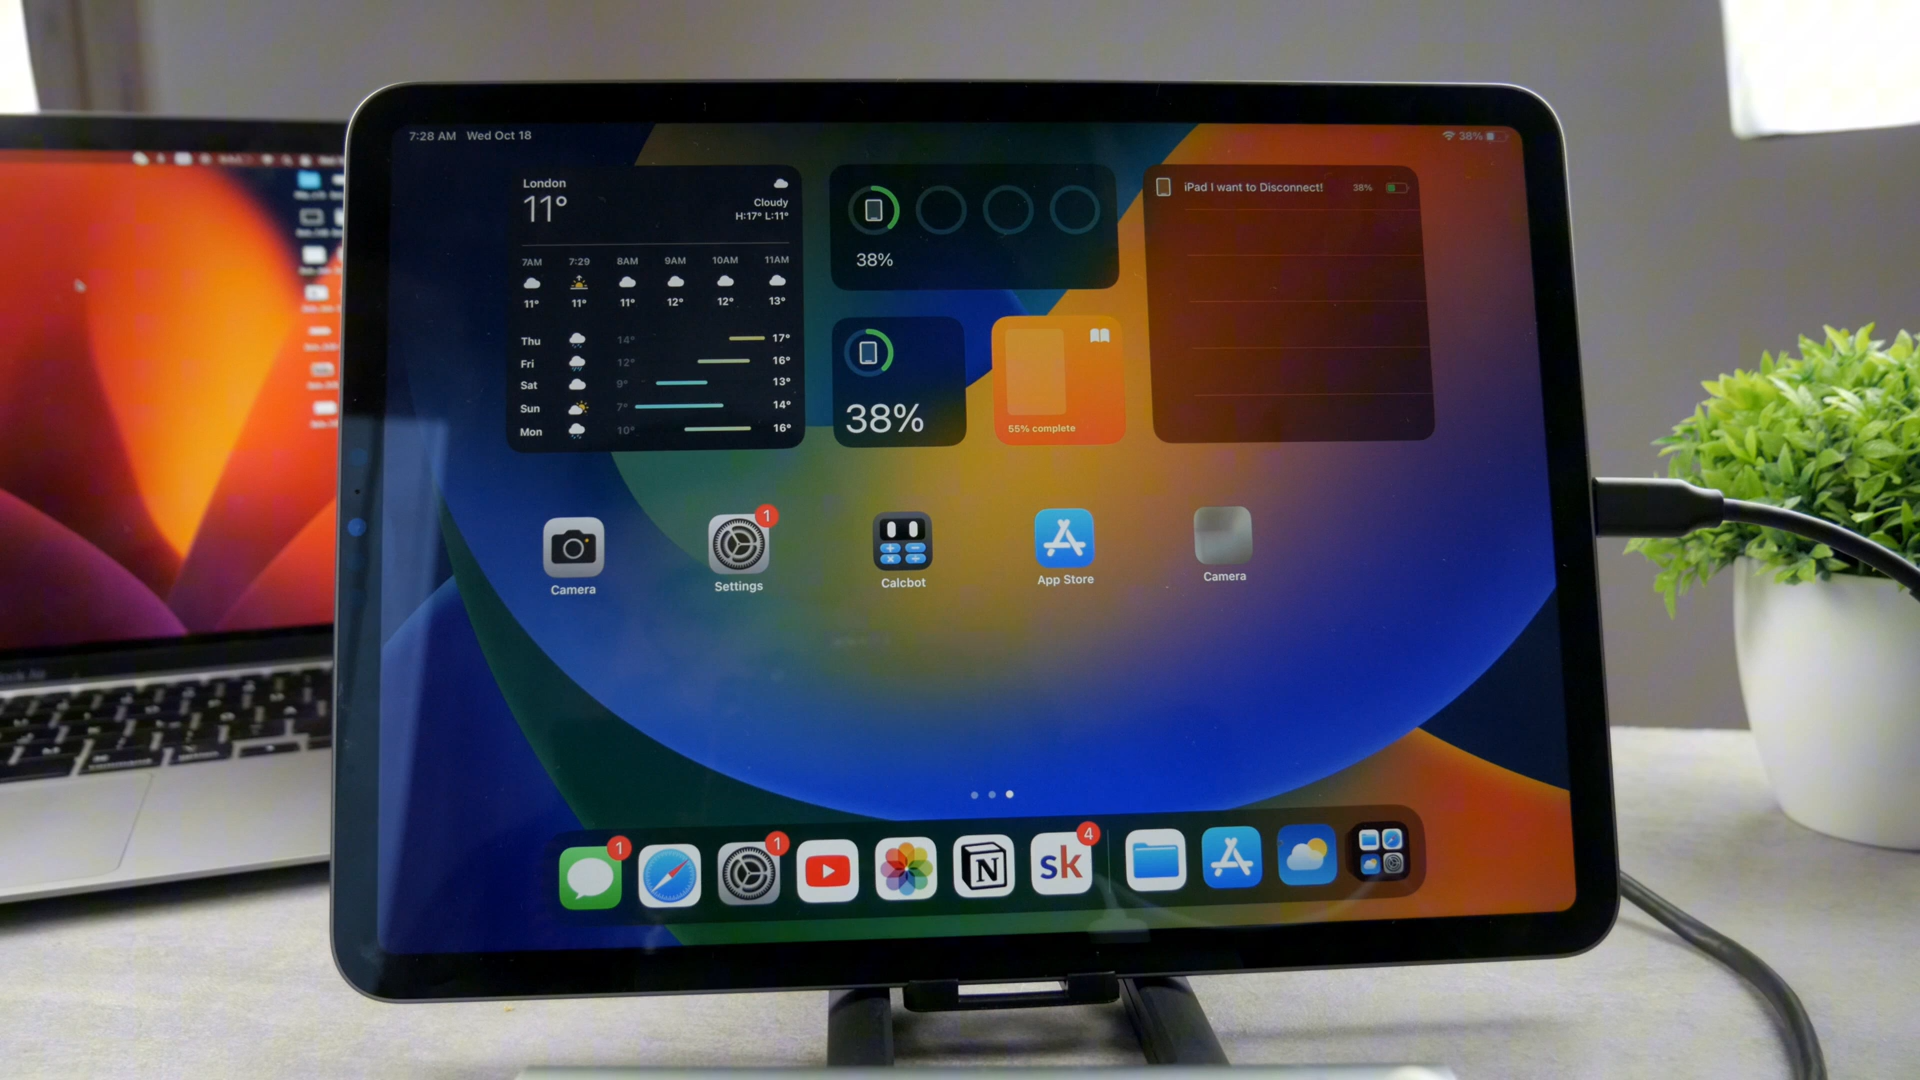 7:28 AM Wed Oct 18
38%
London
11°
Cloudy
H:17° L:11°
7AM 7:29 8AM 9AM 10AM 11AM
11° 11° 11° 12° 12° 13°
Thu 14° 17°
Fri 12° 16°
Sat 9° 13°
Sun 7° 14°
Mon 10° 16°
38%
38%
55% complete
iPad I want to Disconnect! 38%
Camera
Settings
1
Calcbot
App Store
Camera
1
1
N
sk
4
command